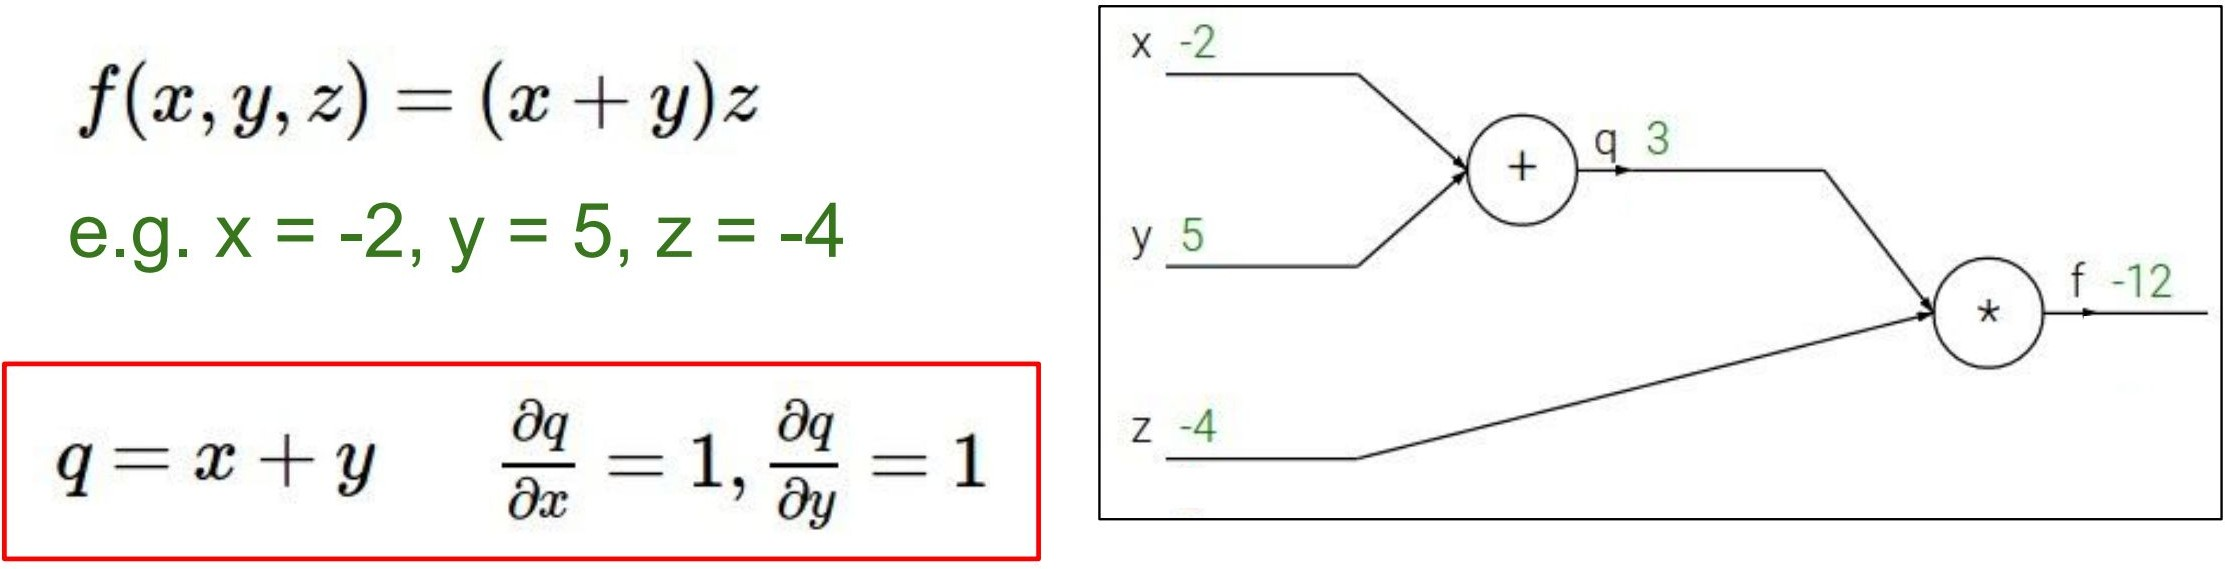 f(x, y, z) = (x + y)z
e.g. x = -2, y = 5, z = -4
q = x + y   ∂q/∂x = 1, ∂q/∂y = 1
x -2
+
q 3
y 5
*
f -12
z -4